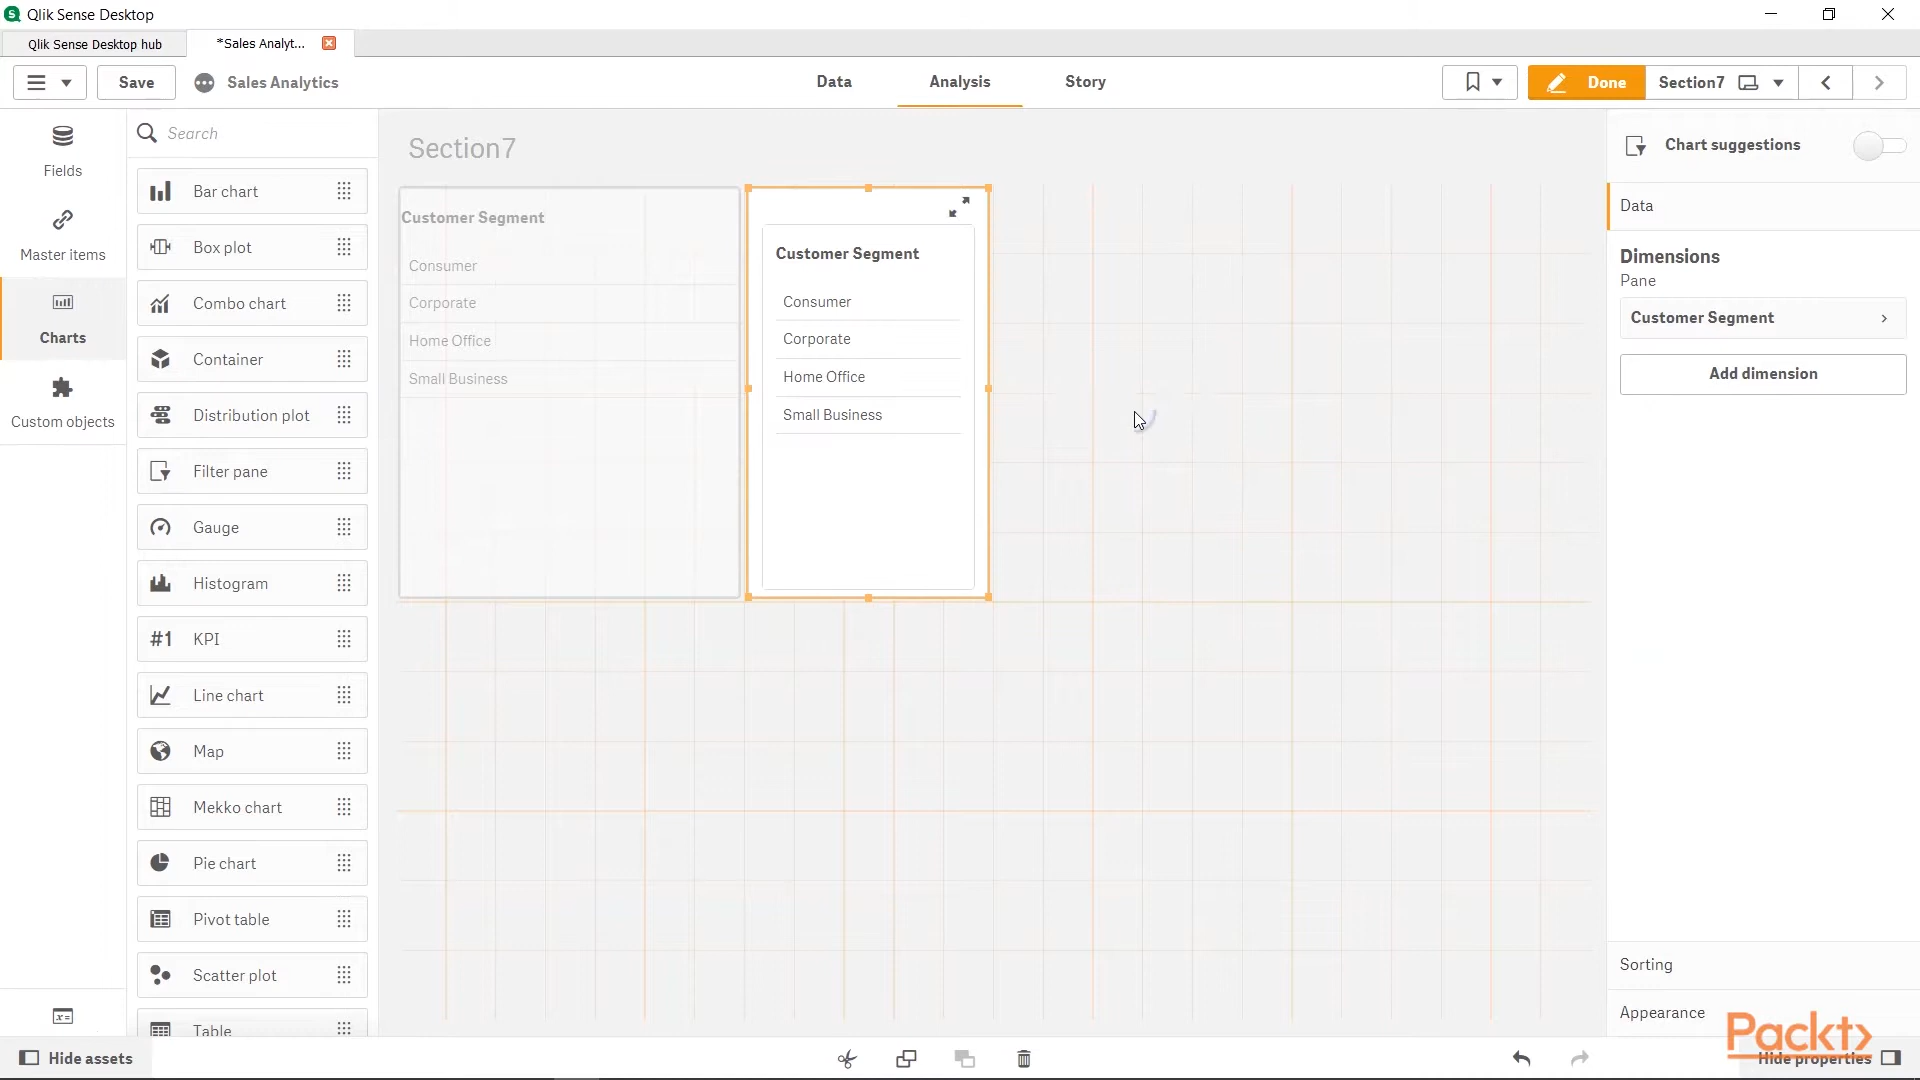 Qlik Sense Desktop
Qlik Sense Desktop hub
*Sales Analyt...
Save
Sales Analytics
Data
Analysis
Story
Done
Section7
Fields
Master items
Charts
Custom objects
Search
Bar chart
Box plot
Combo chart
Container
Distribution plot
Filter pane
Gauge
Histogram
#1 KPI
Line chart
Map
Mekko chart
Pie chart
Pivot table
Scatter plot
Table
Section7
Customer Segment
Consumer
Corporate
Home Office
Small Business
Customer Segment
Consumer
Corporate
Home Office
Small Business
Chart suggestions
Data
Dimensions
Pane
Customer Segment
Add dimension
Sorting
Appearance
Packt
Hide assets
Hide properties